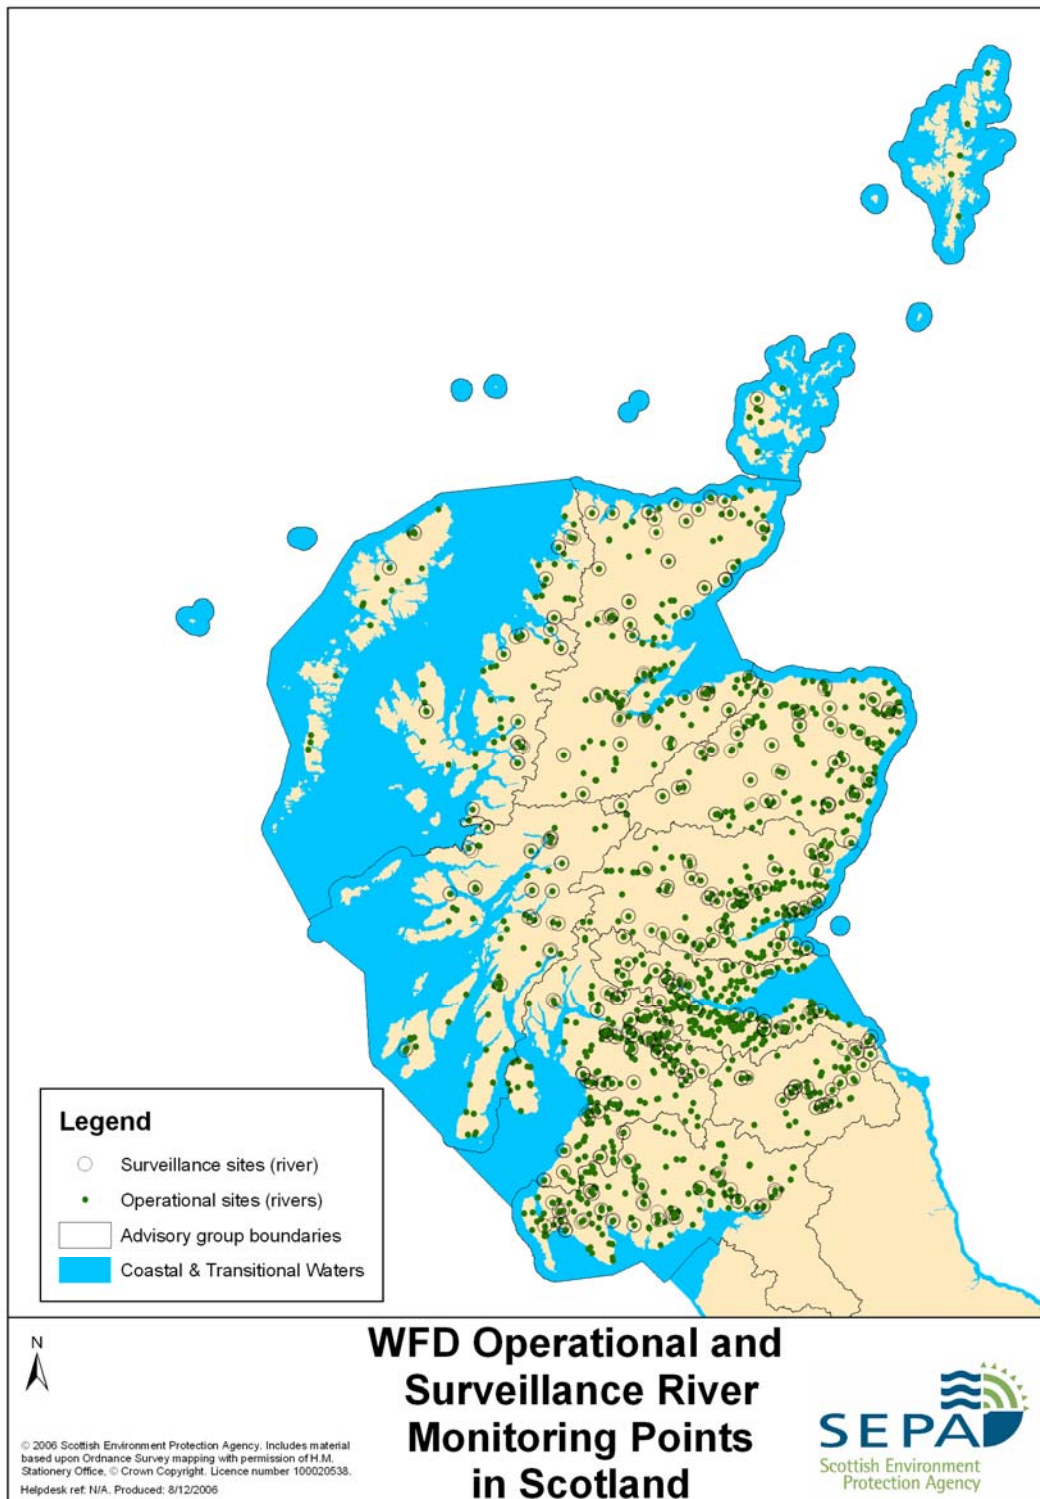 Legend
Surveillance sites (river)
Operational sites (rivers)
Advisory group boundaries
Coastal & Transitional Waters
N
© 2006 Scottish Environment Protection Agency. Includes material
based upon Ordnance Survey mapping with permission of H.M.
Stationery Office, © Crown Copyright. Licence number 100020538.
Helpdesk ref: N/A. Produced: 8/12/2006
WFD Operational and
Surveillance River
Monitoring Points
in Scotland
SEPA
Scottish Environment
Protection Agency